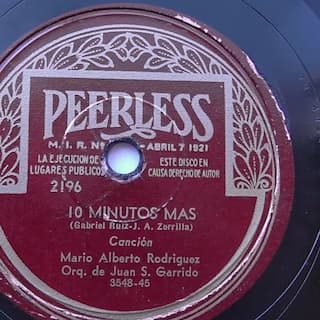 PEERLESS
M. I. R. Nº - ABRIL 7 1921
LA EJECUCION DE LUGARES PUBLICOS
ESTE DISCO EN CAUSA DERECHO DE AUTOR
2196
10 MINUTOS MAS
(Gabriel Ruiz-J. A. Zorrilla)
Canción
Mario Alberto Rodriguez
Orq. de Juan S. Garrido
3548-45